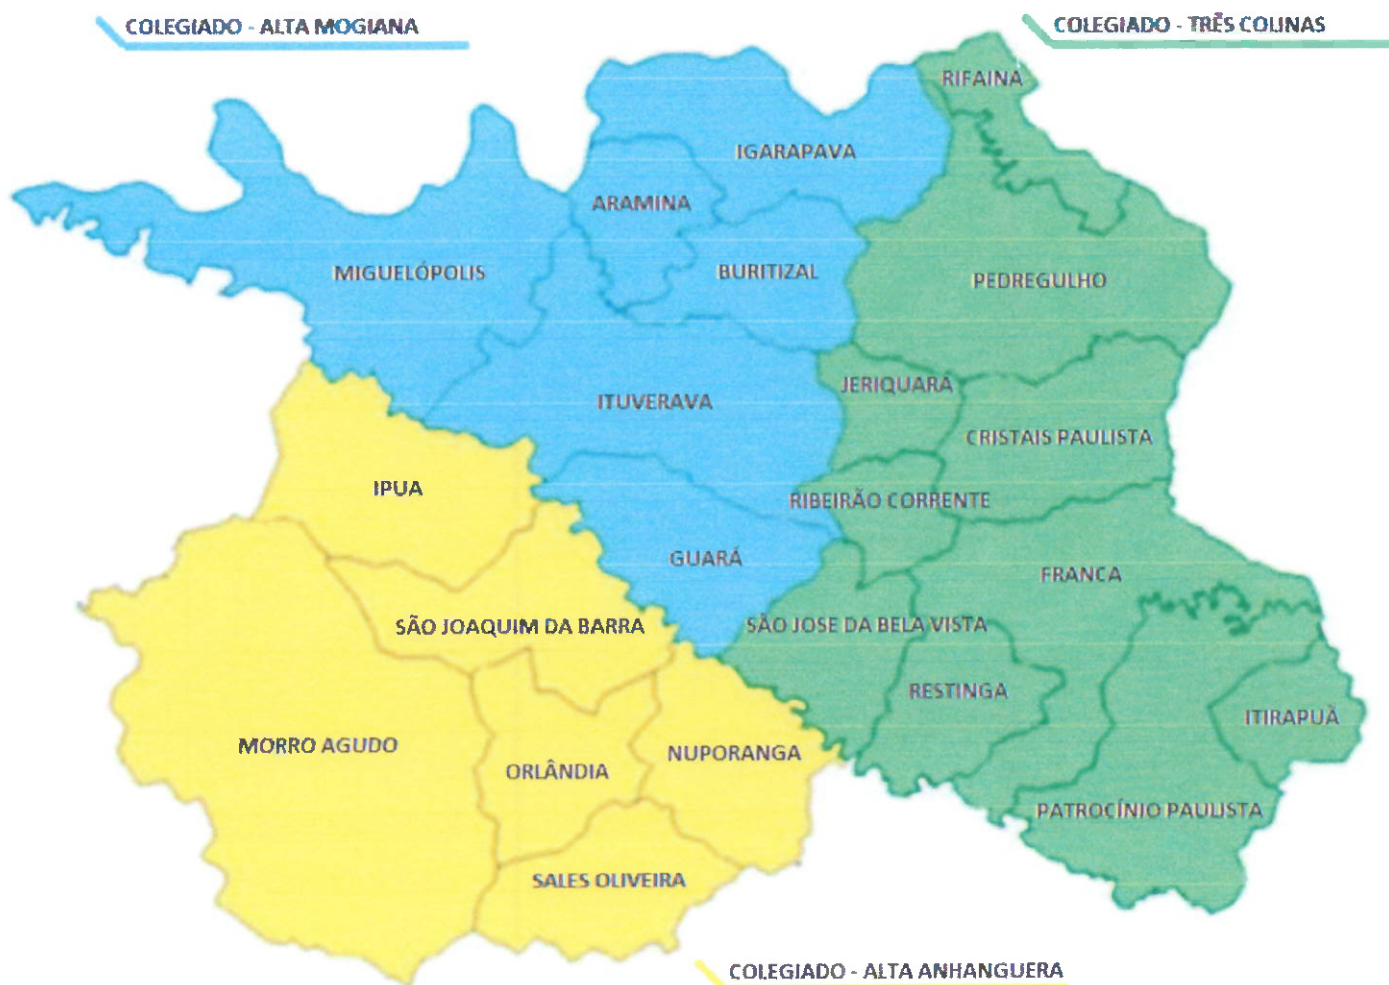 COLEGIADO - ALTA MOGIANA
COLEGIADO - TRÊS COLINAS
RIFAINA
IGARAPAVA
ARAMINA
MIGUELÓPOLIS
BURITIZAL
PEDREGULHO
JERIQUARA
ITUVERAVA
CRISTAIS PAULISTA
IPUA
RIBEIRÃO CORRENTE
GUARÁ
FRANCA
SÃO JOAQUIM DA BARRA
SÃO JOSE DA BELA VISTA
RESTINGA
ITIRAPUÃ
MORRO AGUDO
ORLÂNDIA
NUPORANGA
PATROCÍNIO PAULISTA
SALES OLIVEIRA
COLEGIADO - ALTA ANHANGUERA